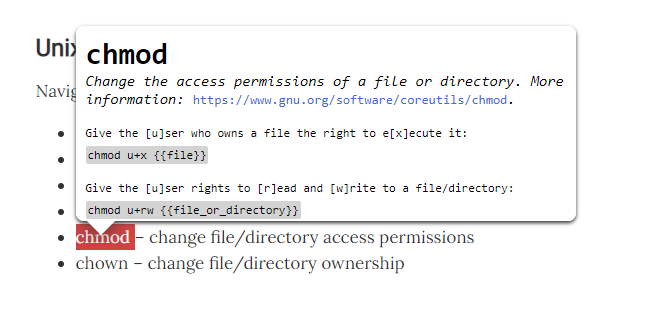 Unix
chmod
Change the access permissions of a file or directory. More
information: https://www.gnu.org/software/coreutils/chmod.
Navig
Give the [u]ser who owns a file the right to e[x]ecute it:
chmod u+x {{file}}
Give the [u]ser rights to [r]ead and [w]rite to a file/directory:
chmod u+rw {{file_or_directory}}
chmod – change file/directory access permissions
chown – change file/directory ownership